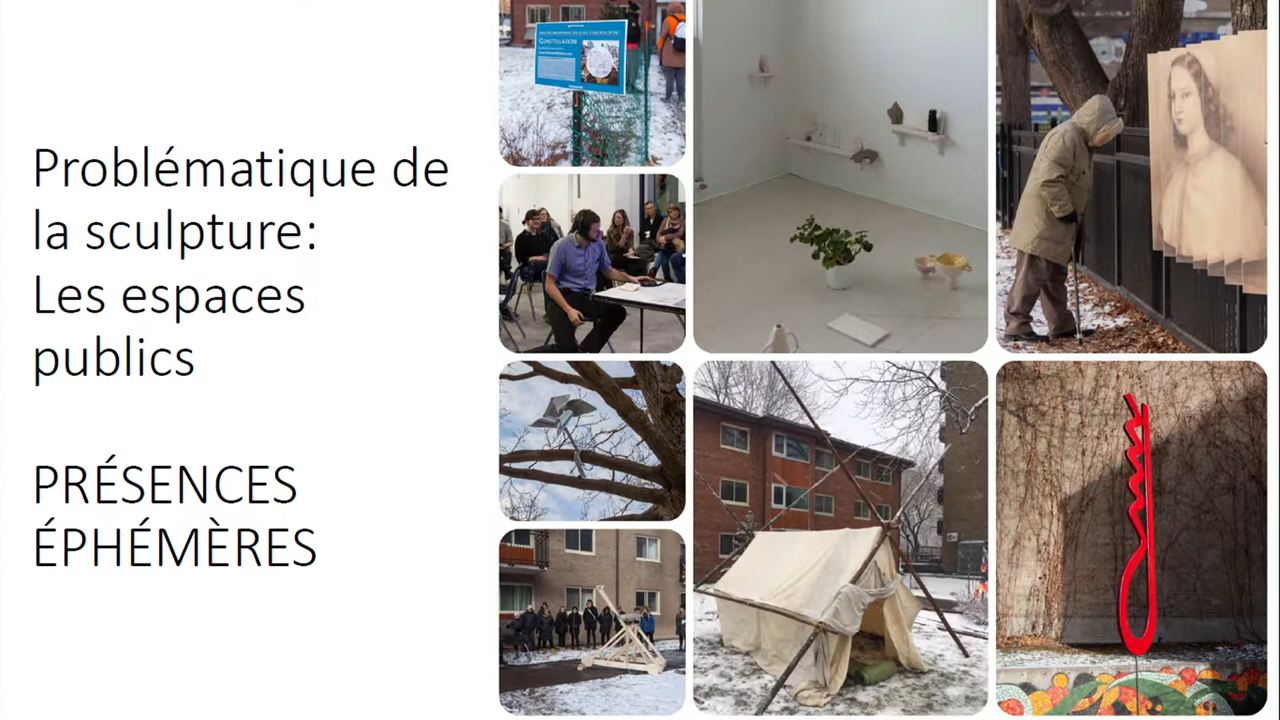 Problématique de
la sculpture:
Les espaces
publics
PRÉSENCES
ÉPHÉMÈRES
CONSTELLATION